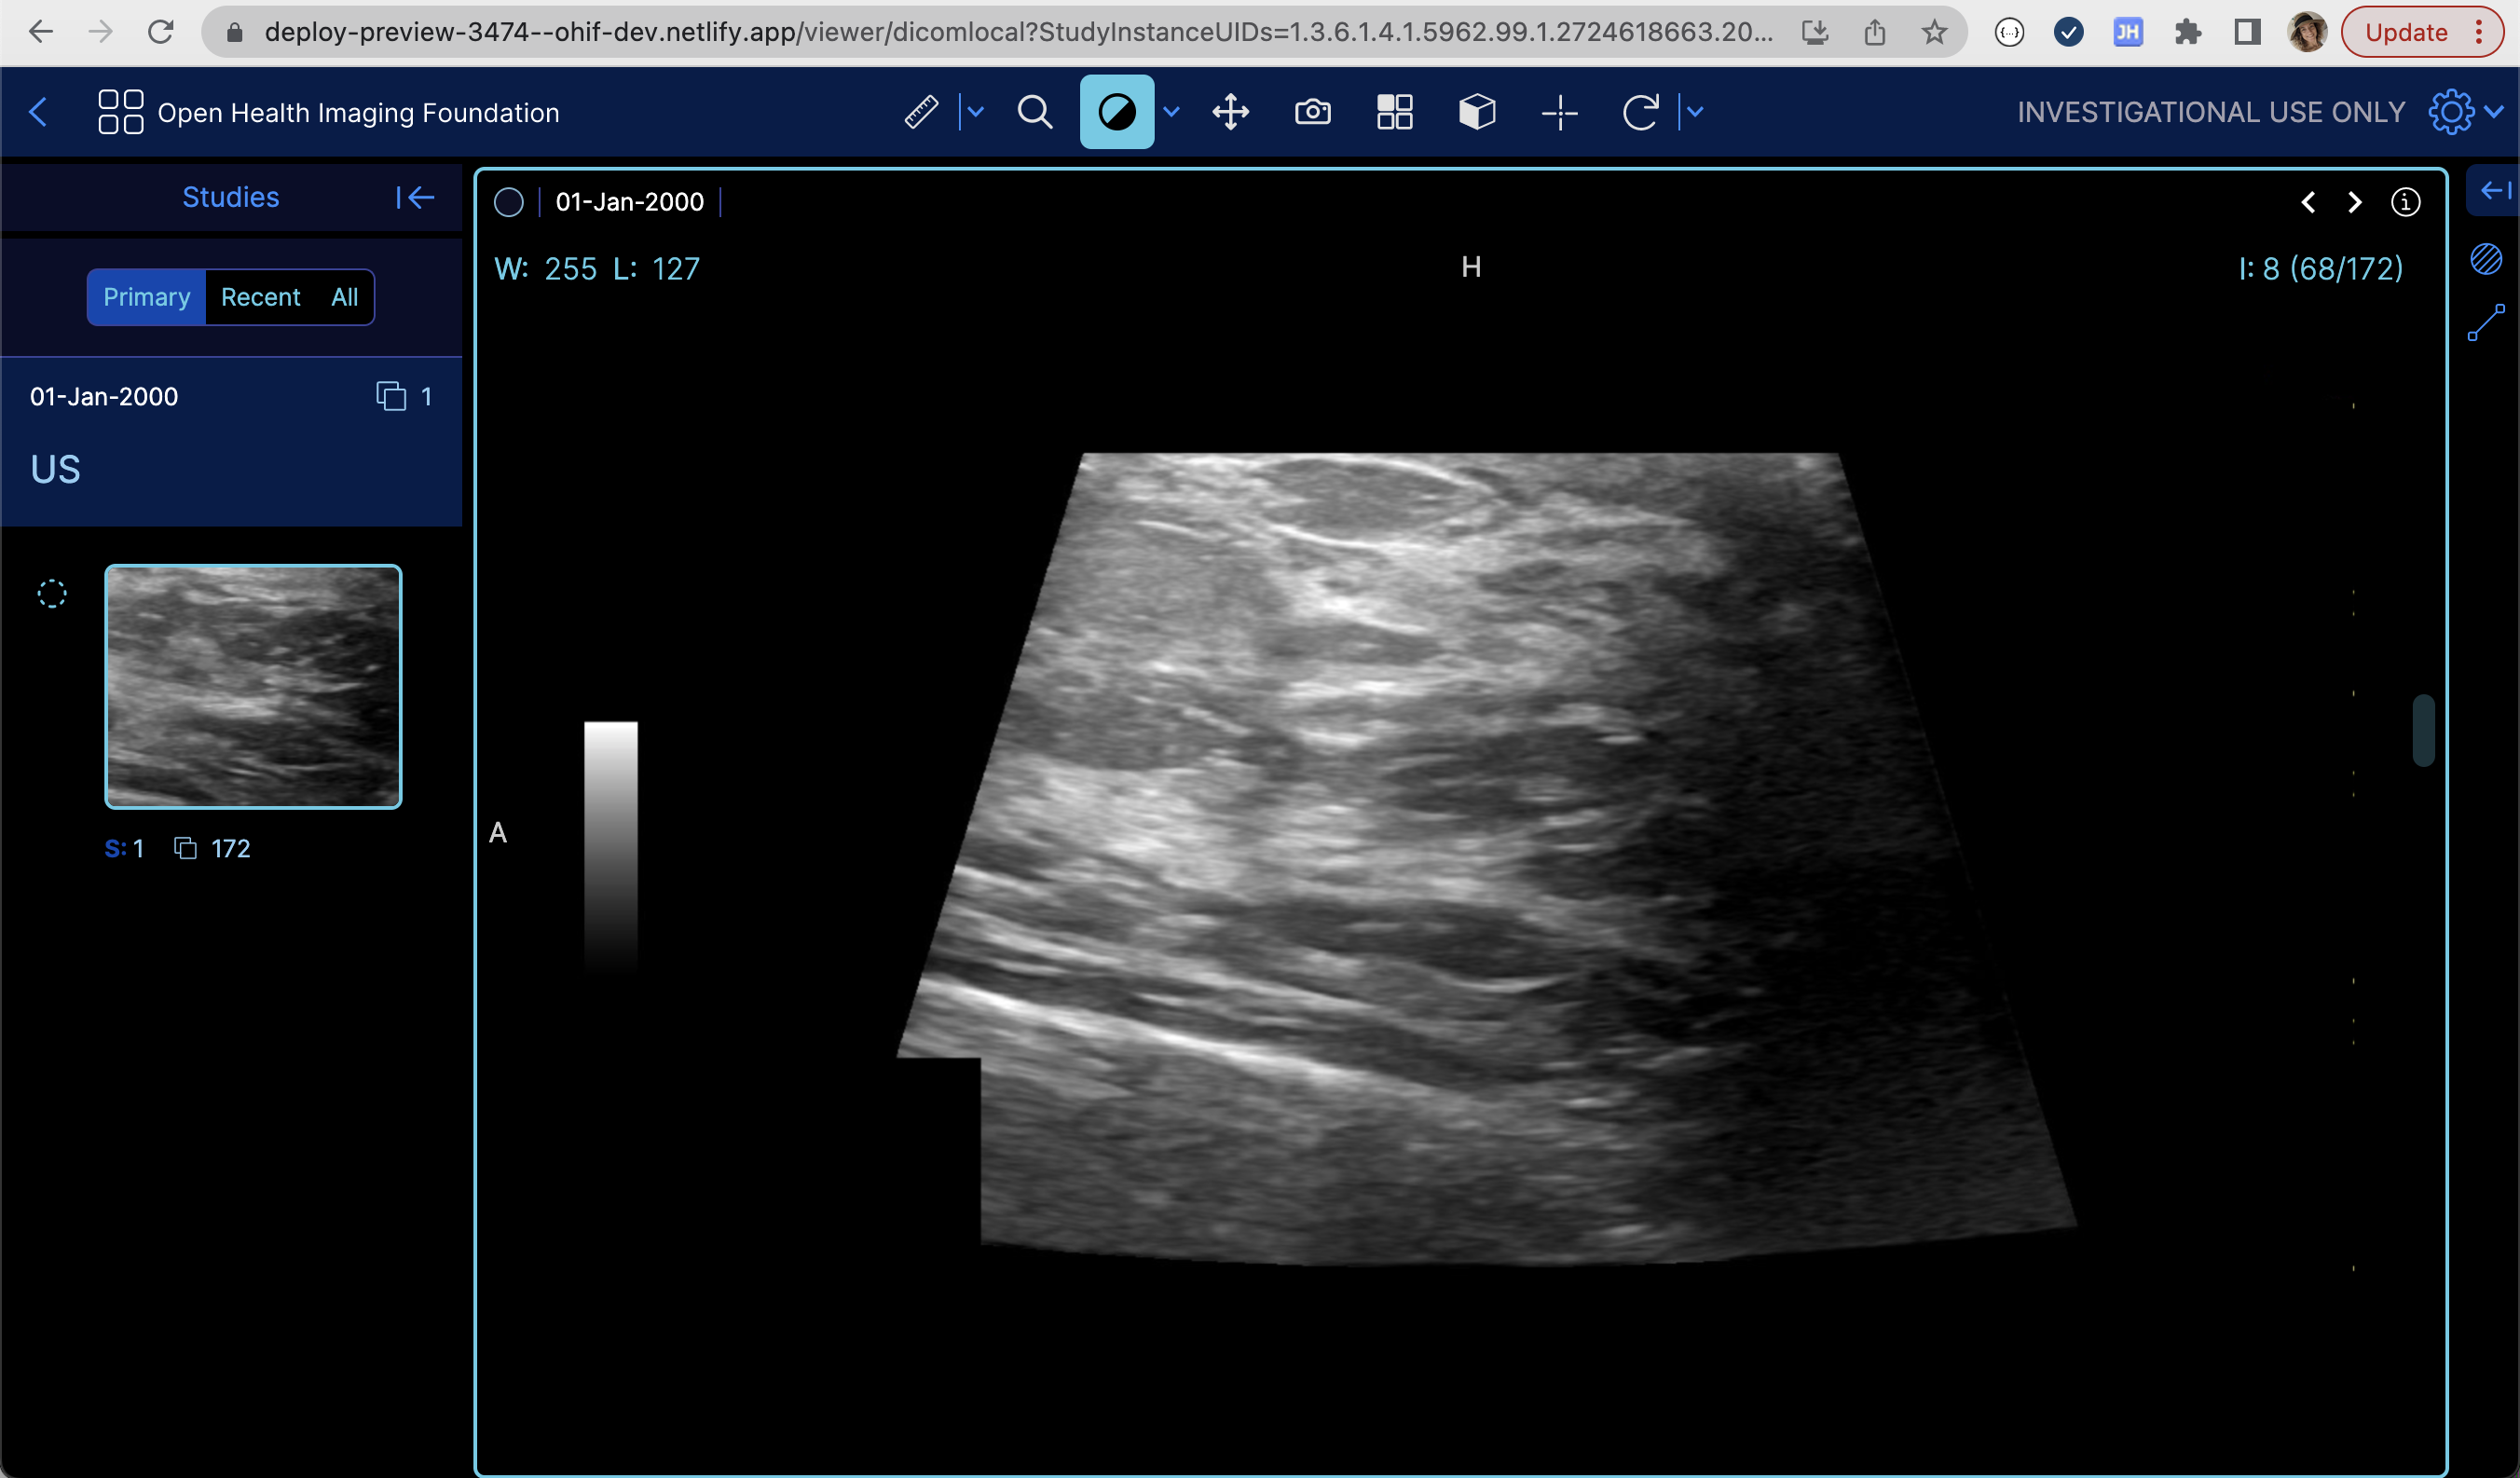 deploy-preview-3474--ohif-dev.netlify.app/viewer/dicomlocal?StudyInstanceUIDs=1.3.6.1.4.1.5962.99.1.2724618663.20...
JH
Update
Open Health Imaging Foundation
INVESTIGATIONAL USE ONLY
Studies
01-Jan-2000
W: 255 L: 127
H
I: 8 (68/172)
Primary Recent All
01-Jan-2000
1
US
A
S: 1 172